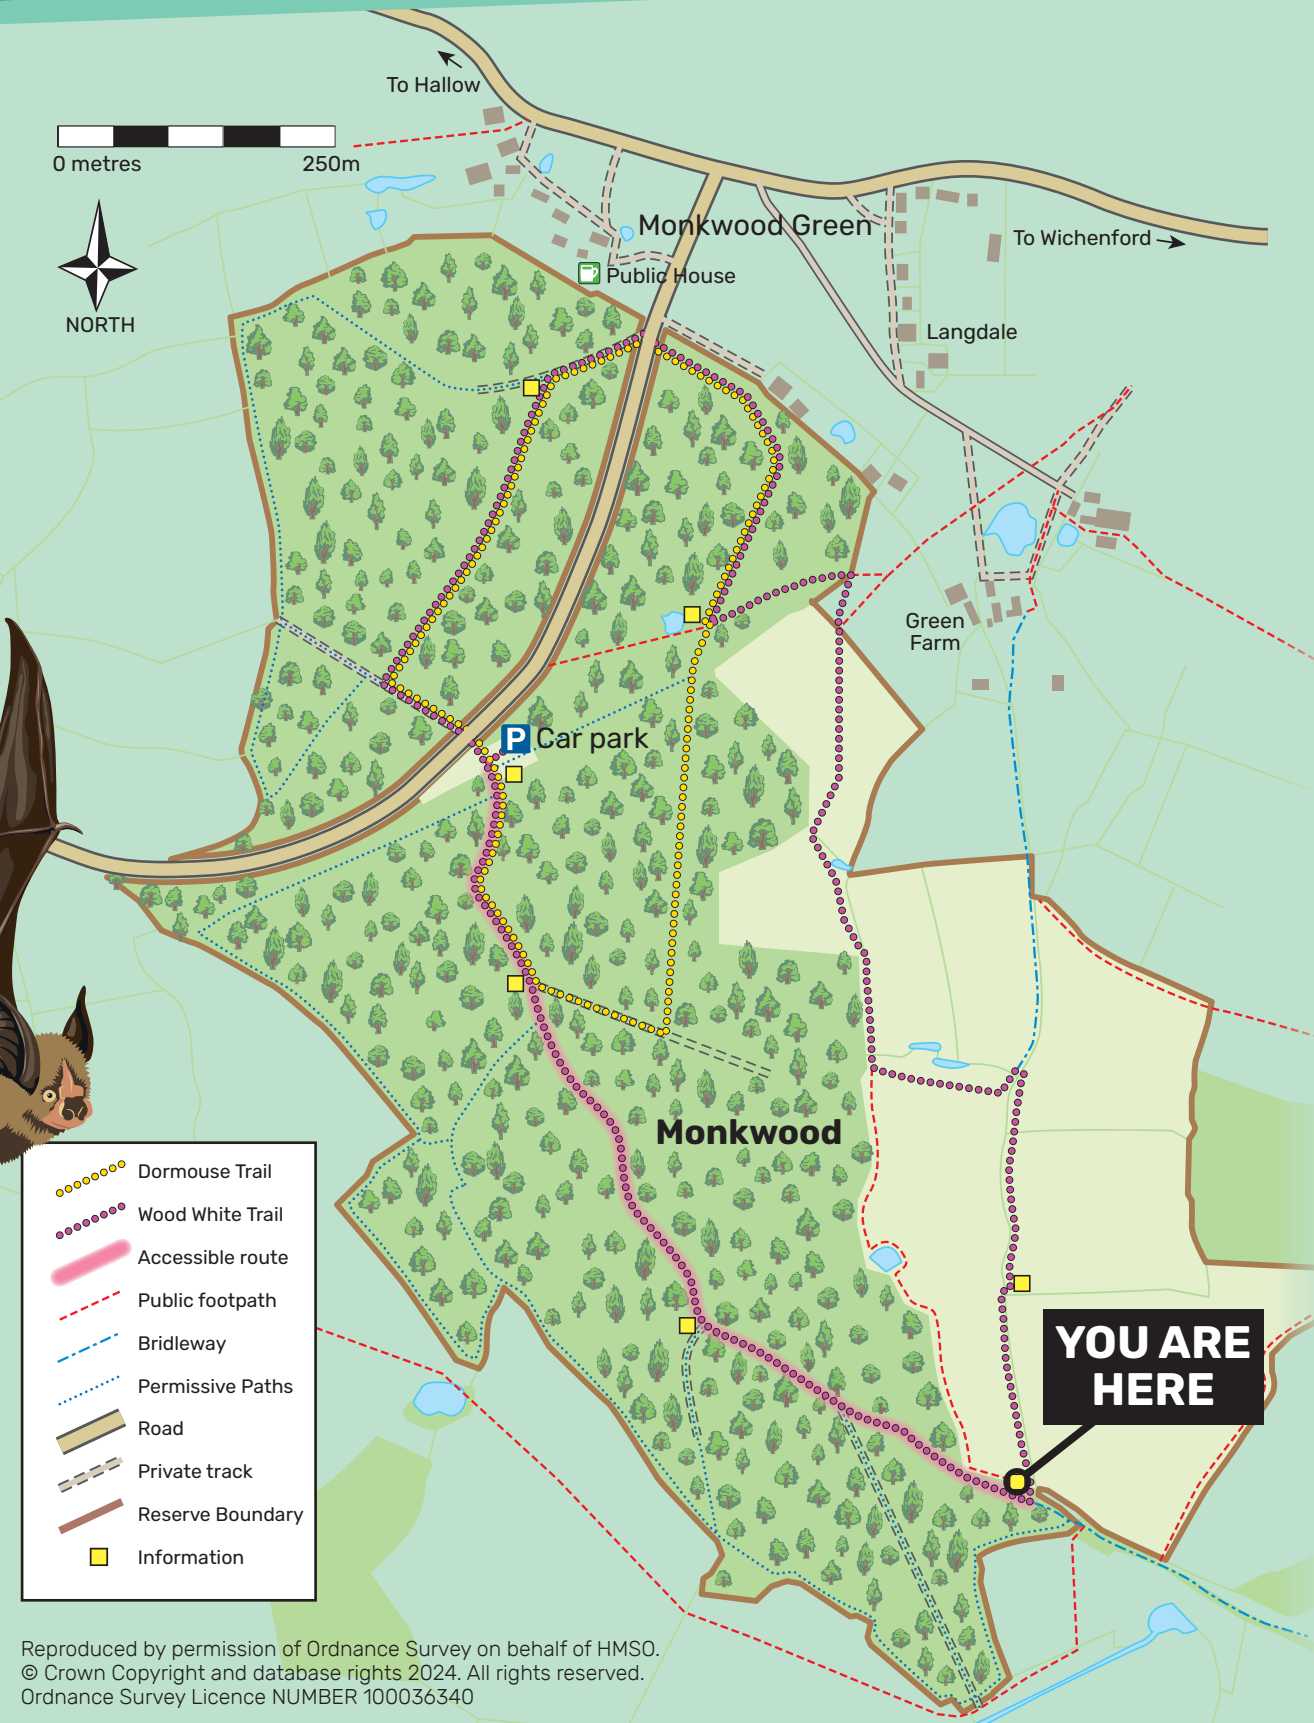 To Hallow
0 metres 250m
NORTH
Monkwood Green
Public House
To Wichenford
Langdale
Green
Farm
P Car park
Monkwood
YOU ARE
HERE
Dormouse Trail
Wood White Trail
Accessible route
Public footpath
Bridleway
Permissive Paths
Road
Private track
Reserve Boundary
Information
Reproduced by permission of Ordnance Survey on behalf of HMSO.
© Crown Copyright and database rights 2024. All rights reserved.
Ordnance Survey Licence NUMBER 100036340